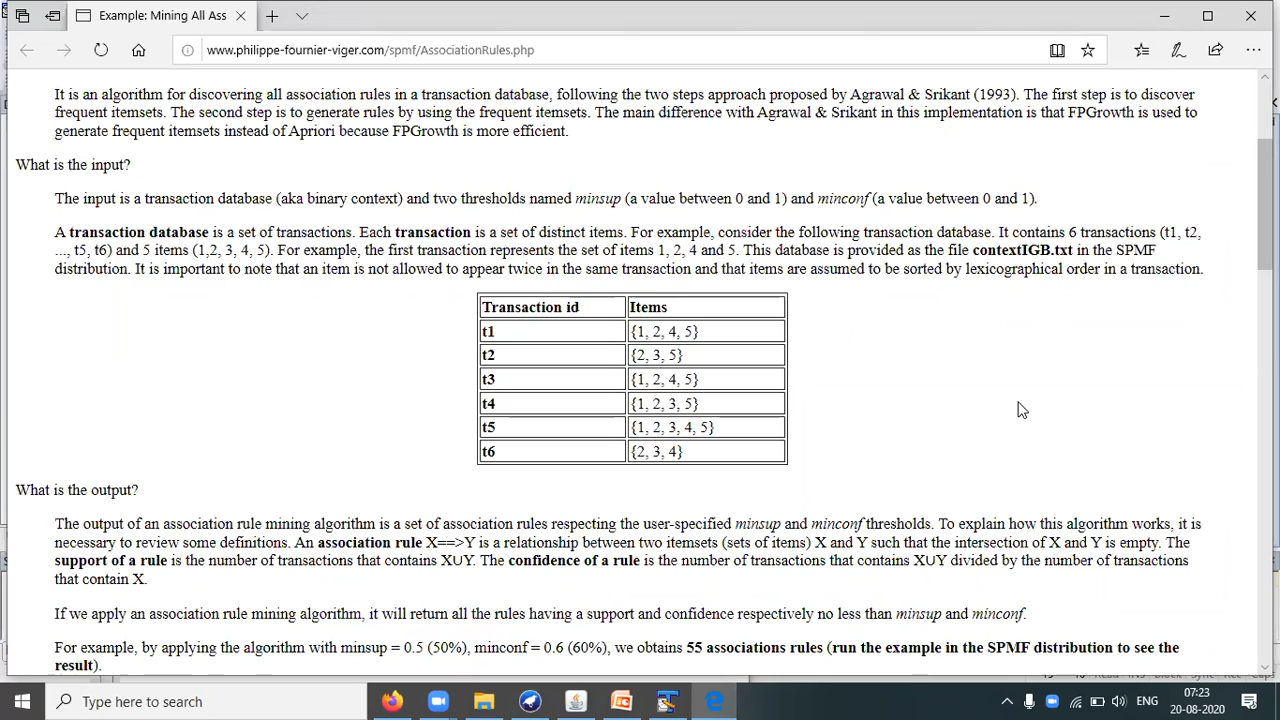 Example: Mining All Ass
www.philippe-fournier-viger.com/spmf/AssociationRules.php
It is an algorithm for discovering all association rules in a transaction database, following the two steps approach proposed by Agrawal & Srikant (1993). The first step is to discover
frequent itemsets. The second step is to generate rules by using the frequent itemsets. The main difference with Agrawal & Srikant in this implementation is that FPGrowth is used to
generate frequent itemsets instead of Apriori because FPGrowth is more efficient.
What is the input?
The input is a transaction database (aka binary context) and two thresholds named minsup (a value between 0 and 1) and minconf (a value between 0 and 1).
A transaction database is a set of transactions. Each transaction is a set of distinct items. For example, consider the following transaction database. It contains 6 transactions (t1, t2,
..., t5, t6) and 5 items (1,2, 3, 4, 5). For example, the first transaction represents the set of items 1, 2, 4 and 5. This database is provided as the file contextIGB.txt in the SPMF
distribution. It is important to note that an item is not allowed to appear twice in the same transaction and that items are assumed to be sorted by lexicographical order in a transaction.
Transaction id Items
t1 {1, 2, 4, 5}
t2 {2, 3, 5}
t3 {1, 2, 4, 5}
t4 {1, 2, 3, 5}
t5 {1, 2, 3, 4, 5}
t6 {2, 3, 4}
What is the output?
The output of an association rule mining algorithm is a set of association rules respecting the user-specified minsup and minconf thresholds. To explain how this algorithm works, it is
necessary to review some definitions. An association rule X==>Y is a relationship between two itemsets (sets of items) X and Y such that the intersection of X and Y is empty. The
support of a rule is the number of transactions that contains X∪Y. The confidence of a rule is the number of transactions that contains X∪Y divided by the number of transactions
that contain X.
If we apply an association rule mining algorithm, it will return all the rules having a support and confidence respectively no less than minsup and minconf.
For example, by applying the algorithm with minsup = 0.5 (50%), minconf = 0.6 (60%), we obtains 55 associations rules (run the example in the SPMF distribution to see the
result).
Type here to search
ENG
07:23
20-08-2020